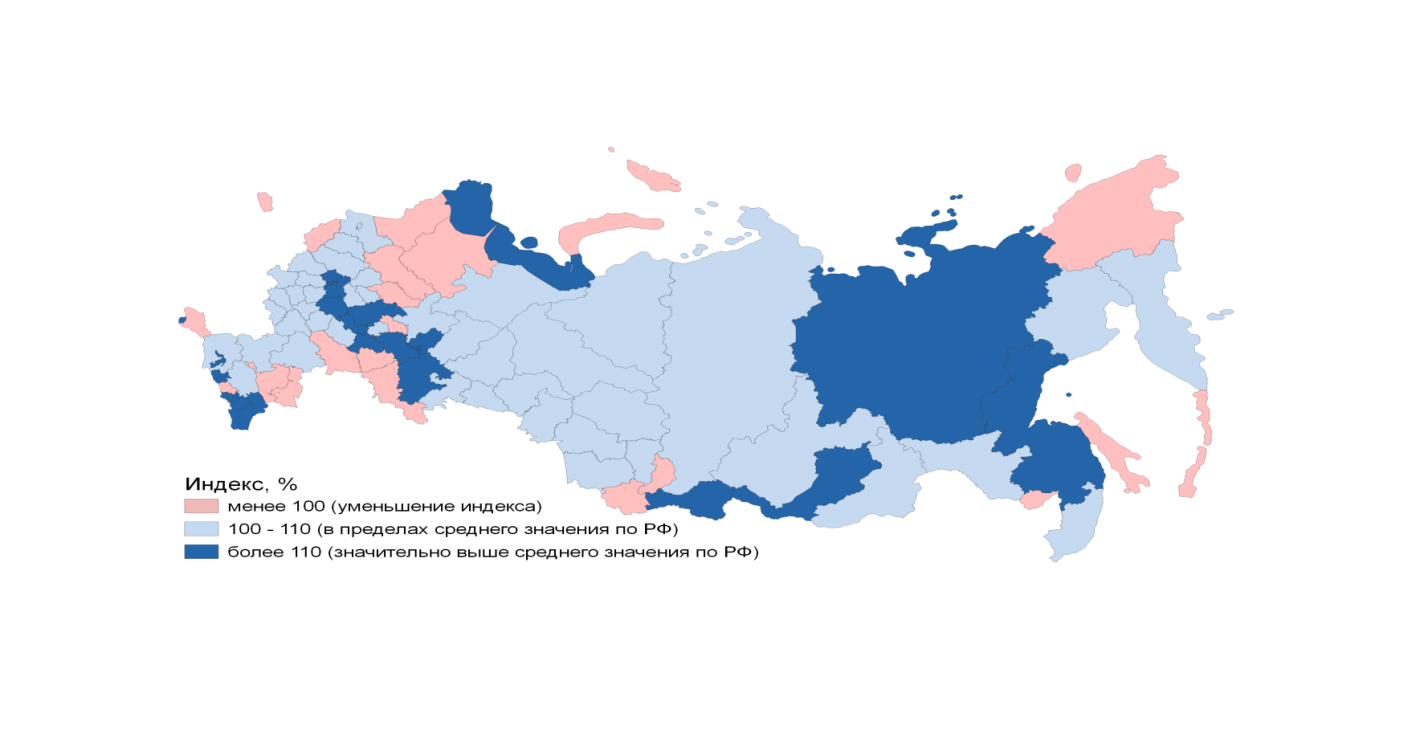 Индекс, %
менее 100 (уменьшение индекса)
100 - 110 (в пределах среднего значения по РФ)
более 110 (значительно выше среднего значения по РФ)